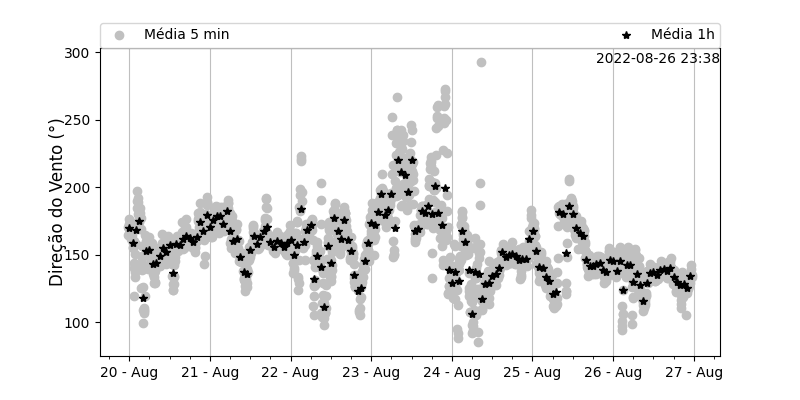 Média 5 min
Média 1h
2022-08-26 23:38
Direção do Vento (°)
300
250
200
150
100
20 - Aug
21 - Aug
22 - Aug
23 - Aug
24 - Aug
25 - Aug
26 - Aug
27 - Aug